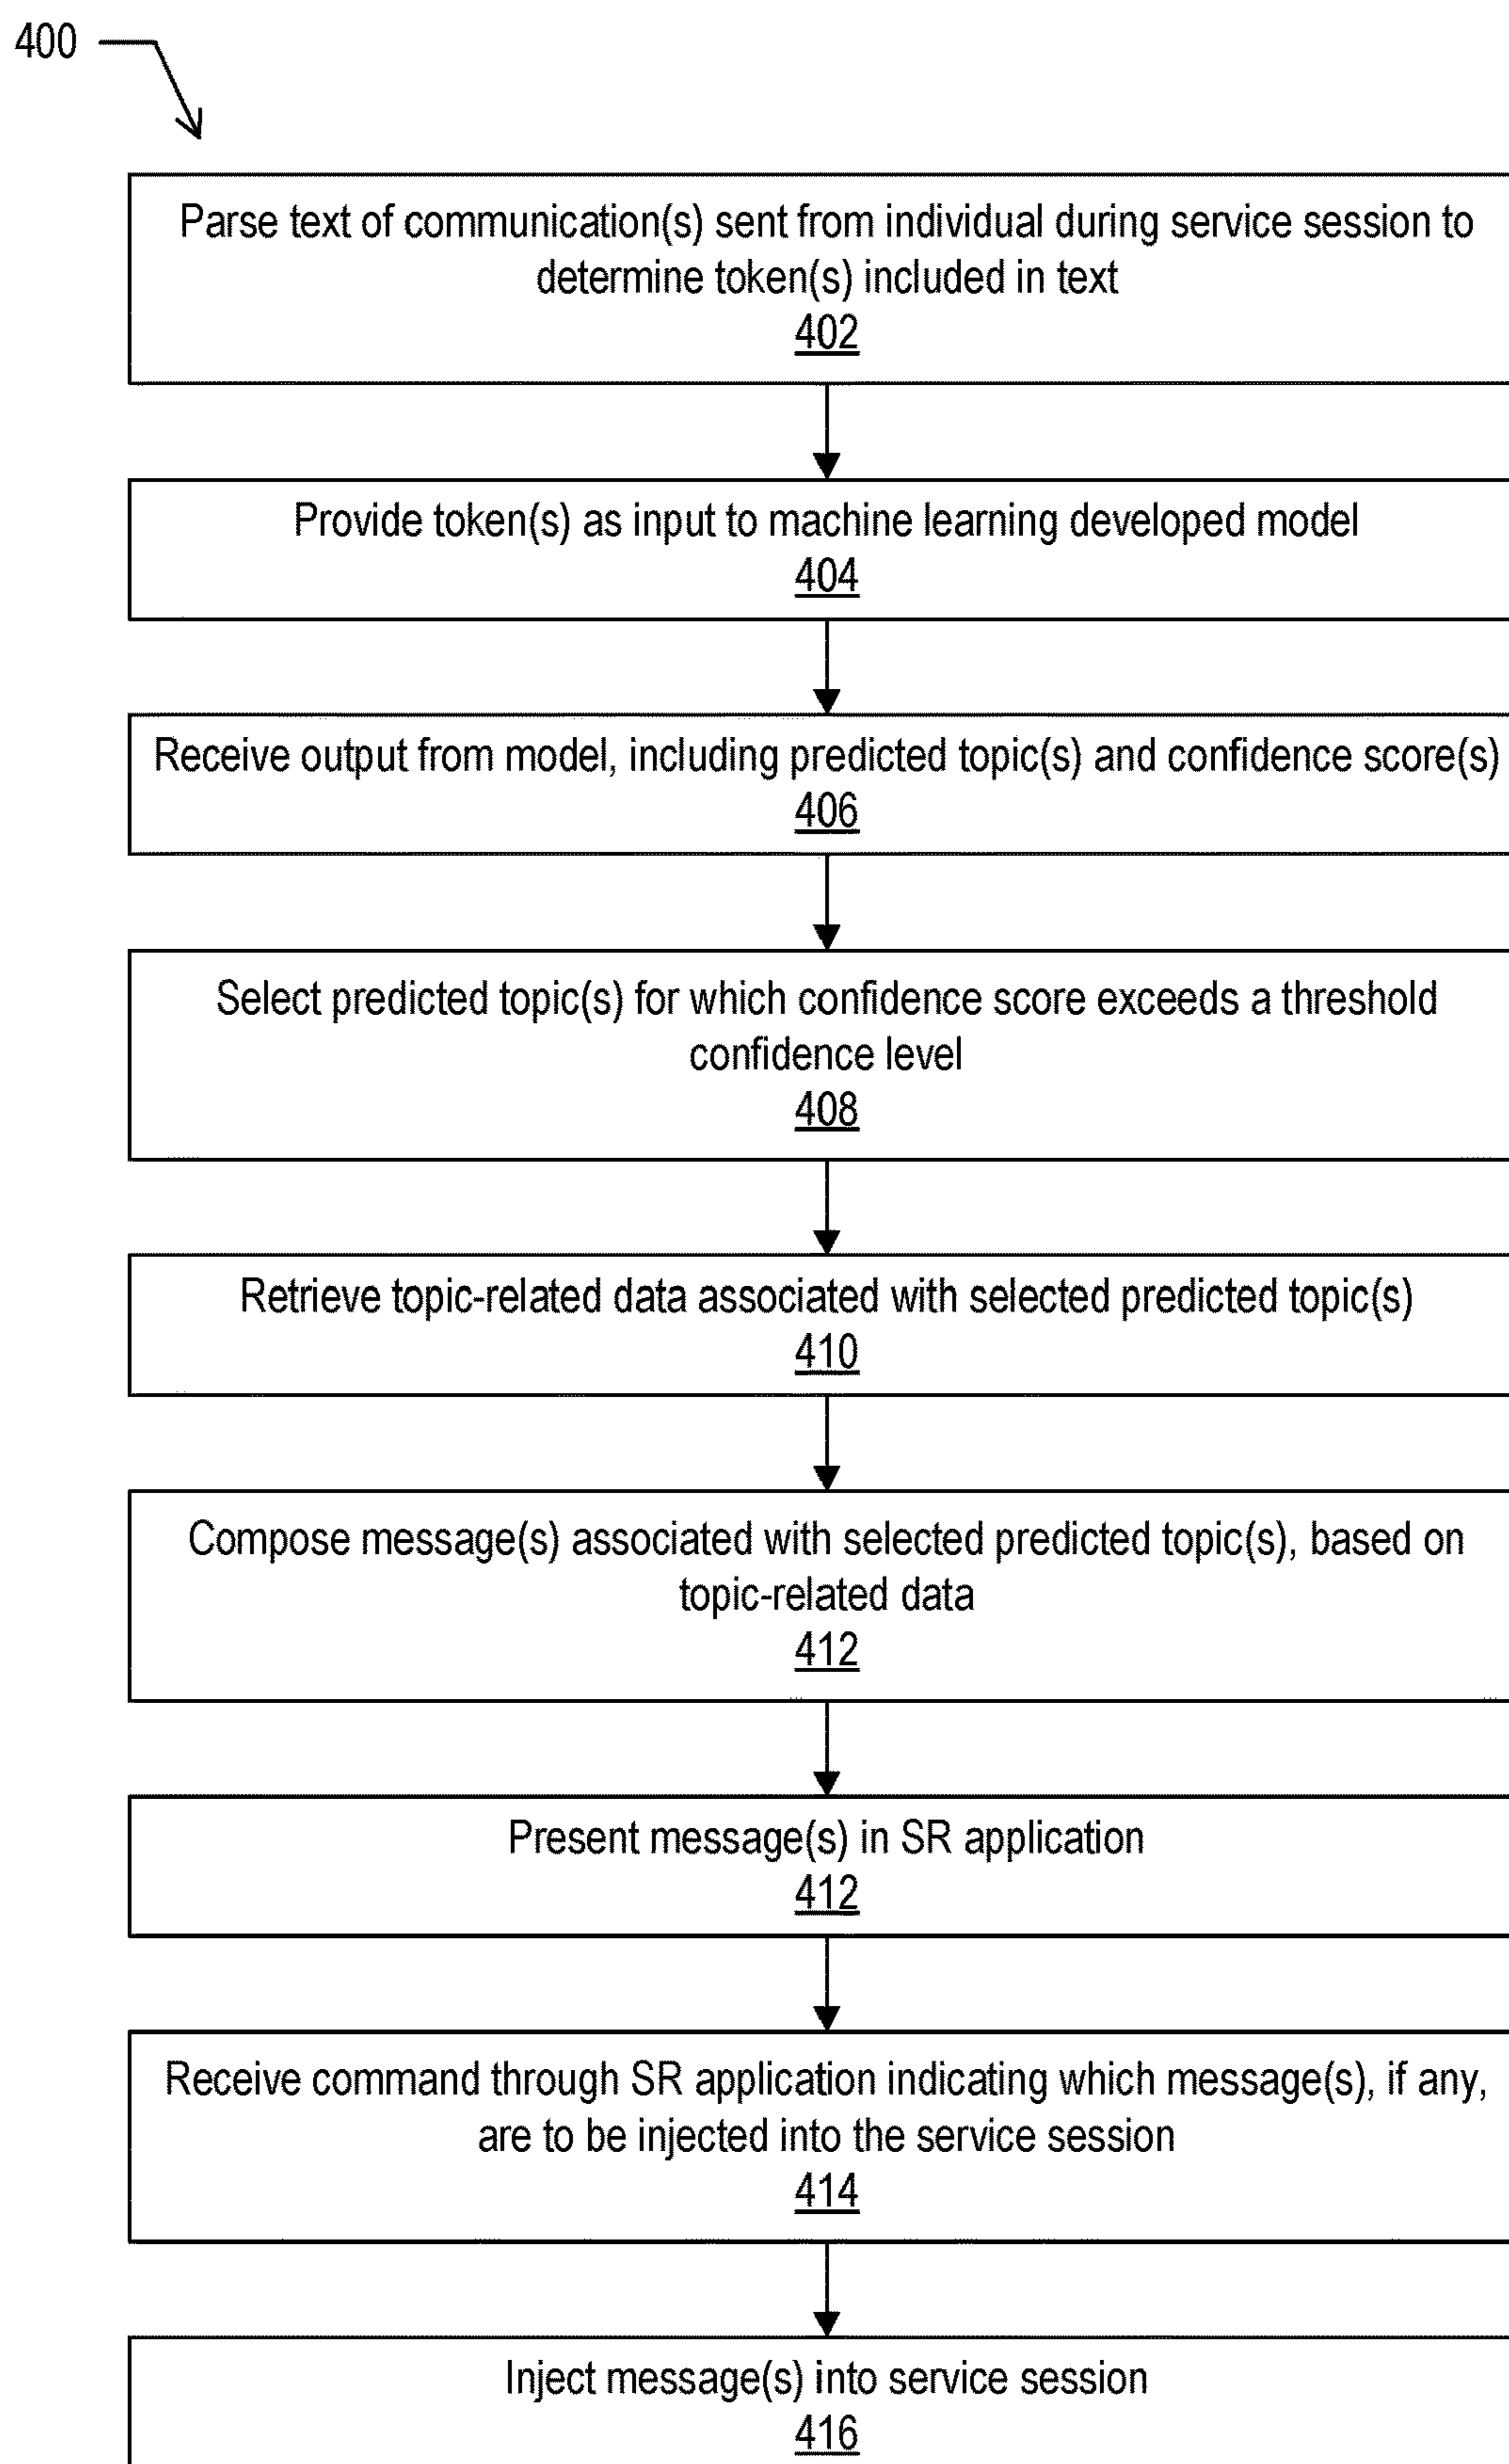 400
Parse text of communication(s) sent from individual during service session to
determine token(s) included in text
402
Provide token(s) as input to machine learning developed model
404
Receive output from model, including predicted topic(s) and confidence score(s)
406
Select predicted topic(s) for which confidence score exceeds a threshold
confidence level
408
Retrieve topic-related data associated with selected predicted topic(s)
410
Compose message(s) associated with selected predicted topic(s), based on
topic-related data
412
Present message(s) in SR application
412
Receive command through SR application indicating which message(s), if any,
are to be injected into the service session
414
Inject message(s) into service session
416